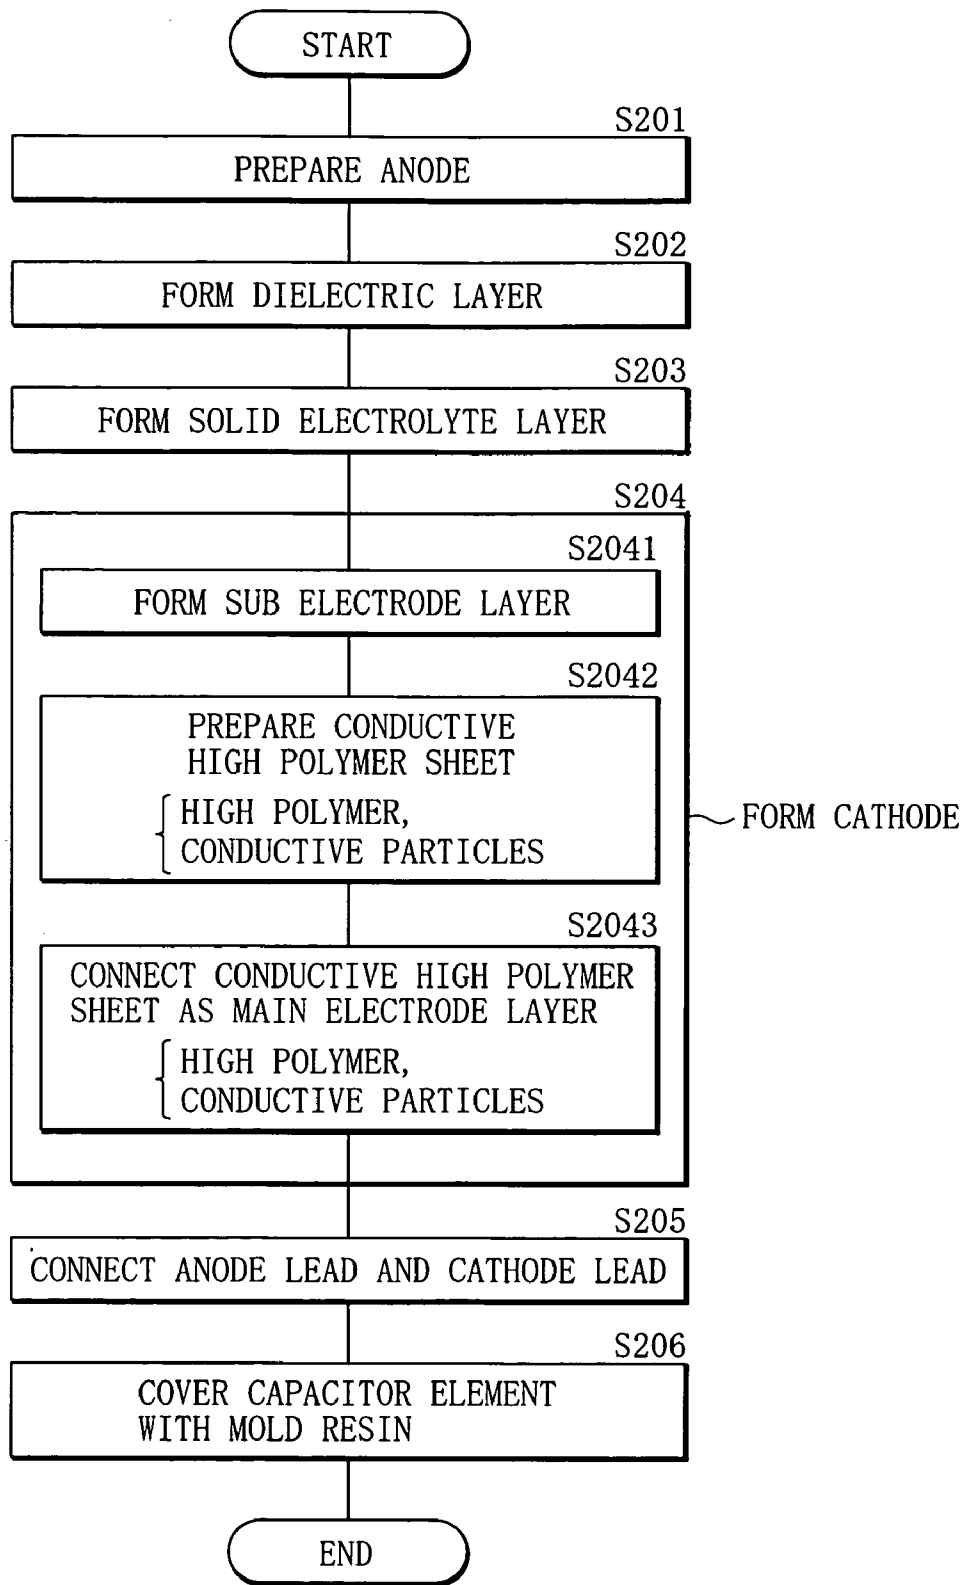 START
S201
PREPARE ANODE
S202
FORM DIELECTRIC LAYER
S203
FORM SOLID ELECTROLYTE LAYER
S204
S2041
FORM SUB ELECTRODE LAYER
S2042
PREPARE CONDUCTIVE
HIGH POLYMER SHEET
HIGH POLYMER,
CONDUCTIVE PARTICLES
FORM CATHODE
S2043
CONNECT CONDUCTIVE HIGH POLYMER
SHEET AS MAIN ELECTRODE LAYER
HIGH POLYMER,
CONDUCTIVE PARTICLES
S205
CONNECT ANODE LEAD AND CATHODE LEAD
S206
COVER CAPACITOR ELEMENT
WITH MOLD RESIN
END